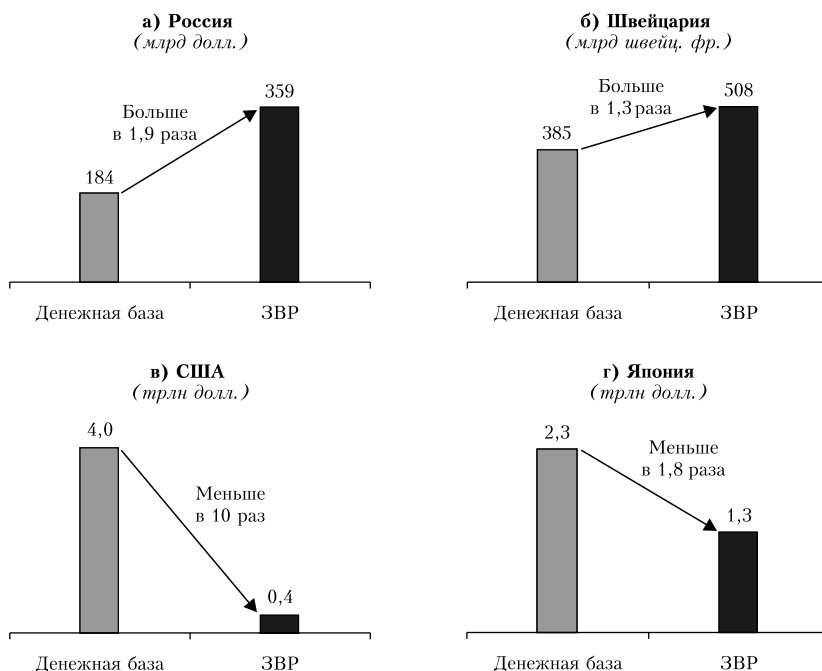 а) Россия
(млрд долл.)
359
Больше
в 1,9 раза
184
Денежная база
ЗВР
б) Швейцария
(млрд швейц. фр.)
508
Больше
в 1,3 раза
385
Денежная база
ЗВР
в) США
(трлн долл.)
4,0
Меньше
в 10 раз
0,4
Денежная база
ЗВР
г) Япония
(трлн долл.)
2,3
Меньше
в 1,8 раза
1,3
Денежная база
ЗВР